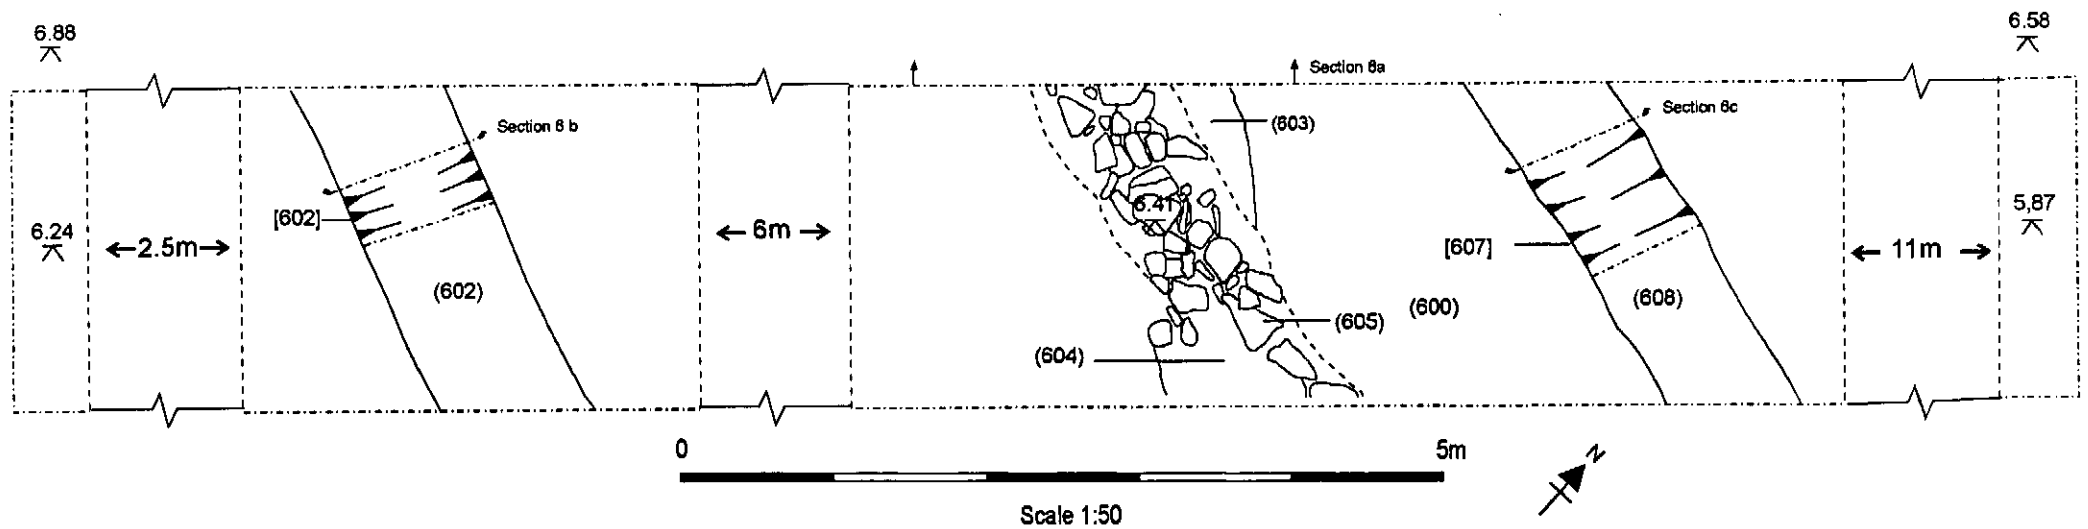 6.88
6.58
Section 6a
Section 6c
Section 6 b
(603)
6.41
[602]
6.24
5,87
2.5m
6m
[607]
11m
(602)
(608)
(600)
(605)
(604)
0
5m
N
Scale 1:50